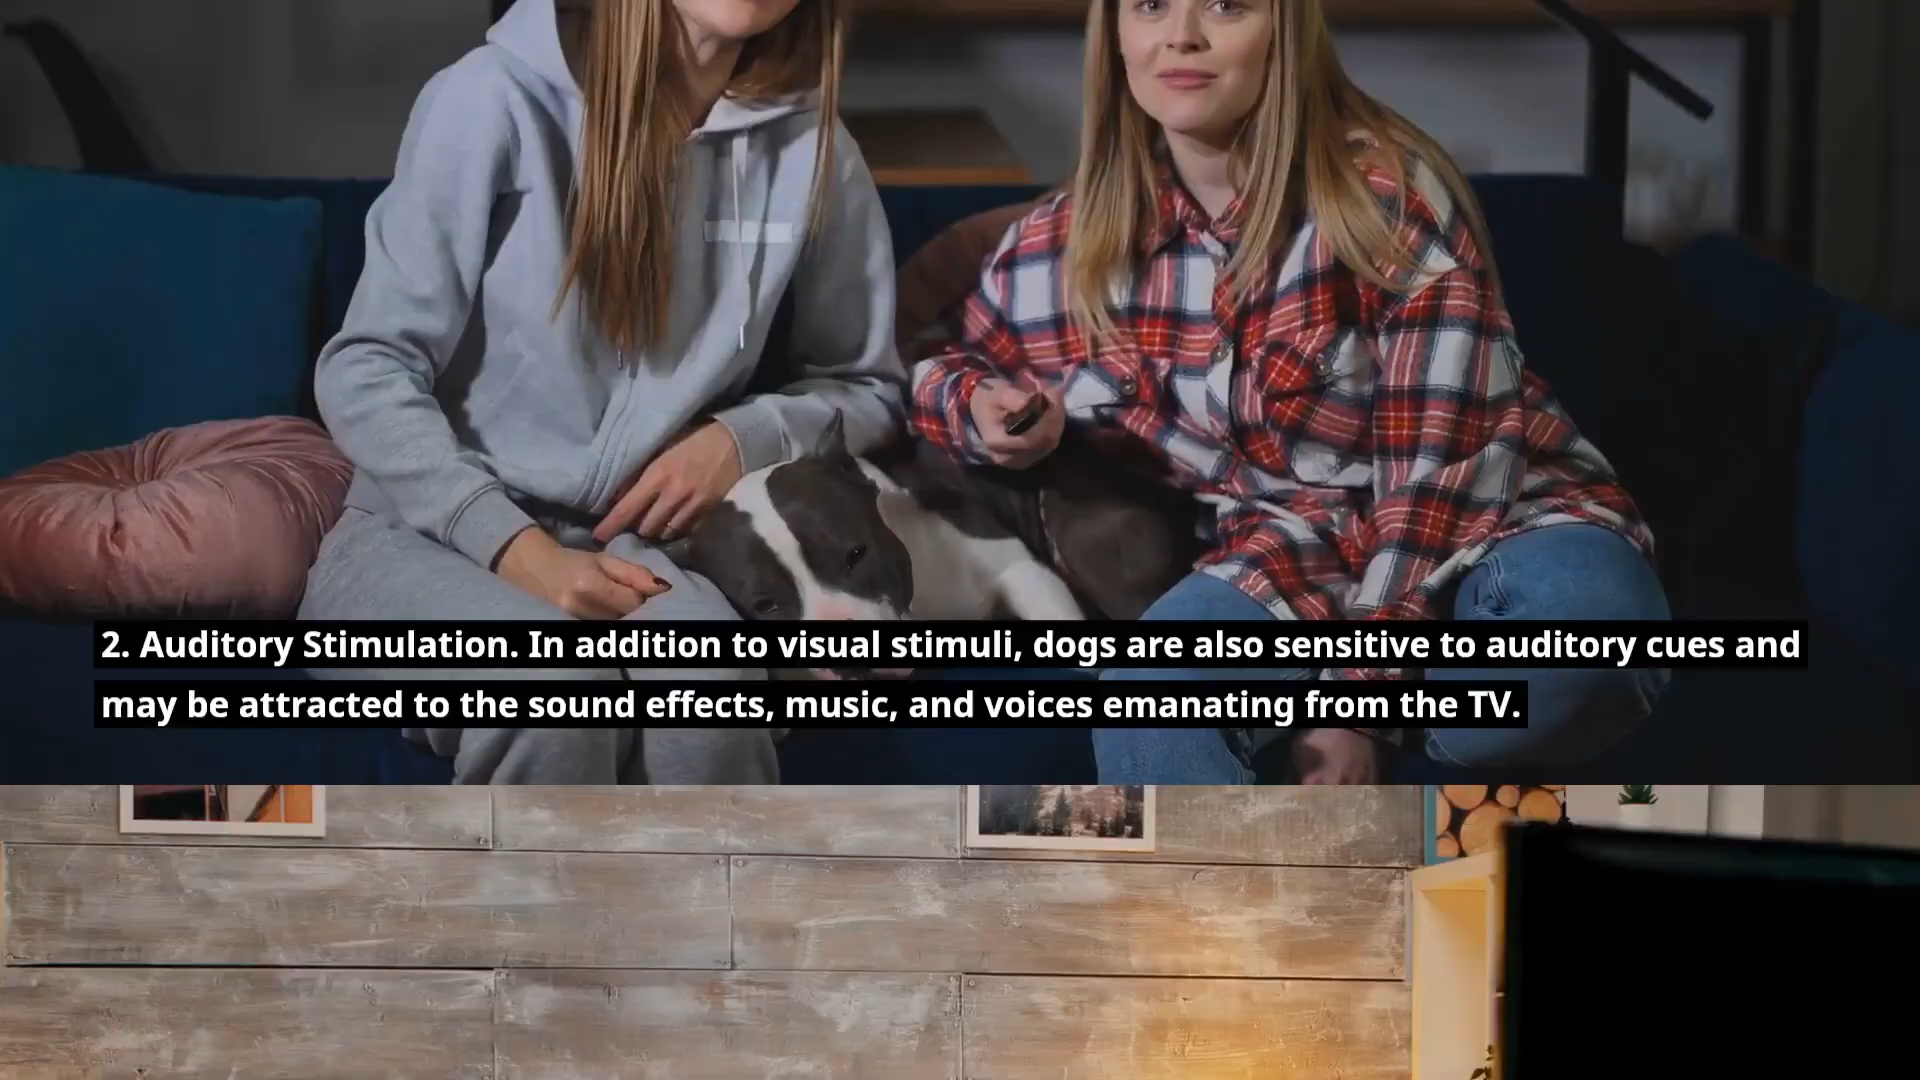 2. Auditory Stimulation. In addition to visual stimuli, dogs are also sensitive to auditory cues and
may be attracted to the sound effects, music, and voices emanating from the TV.